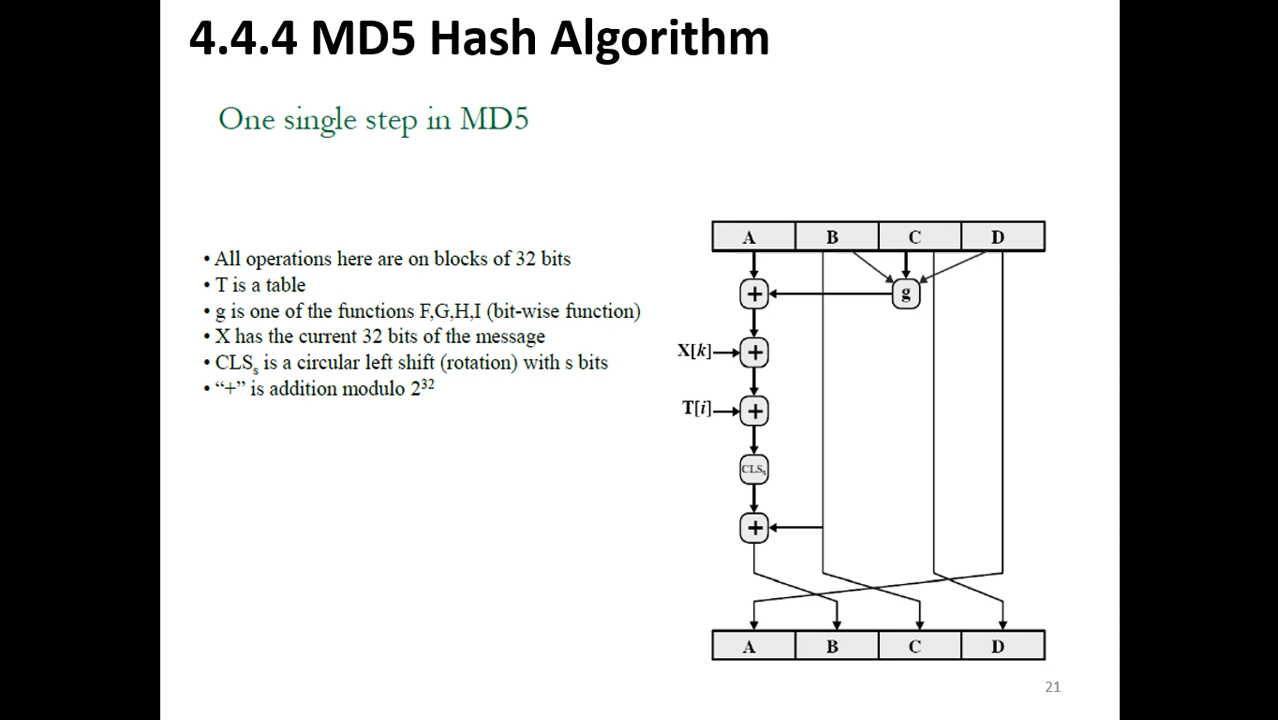 4.4.4 MD5 Hash Algorithm
One single step in MD5
• All operations here are on blocks of 32 bits
• T is a table
• g is one of the functions F,G,H,I (bit-wise function)
• X has the current 32 bits of the message
• CLSₛ is a circular left shift (rotation) with s bits
• “+” is addition modulo 2³²
A B C D
+ g
X[k] +
T[i] +
CLSₛ
+
A B C D
21